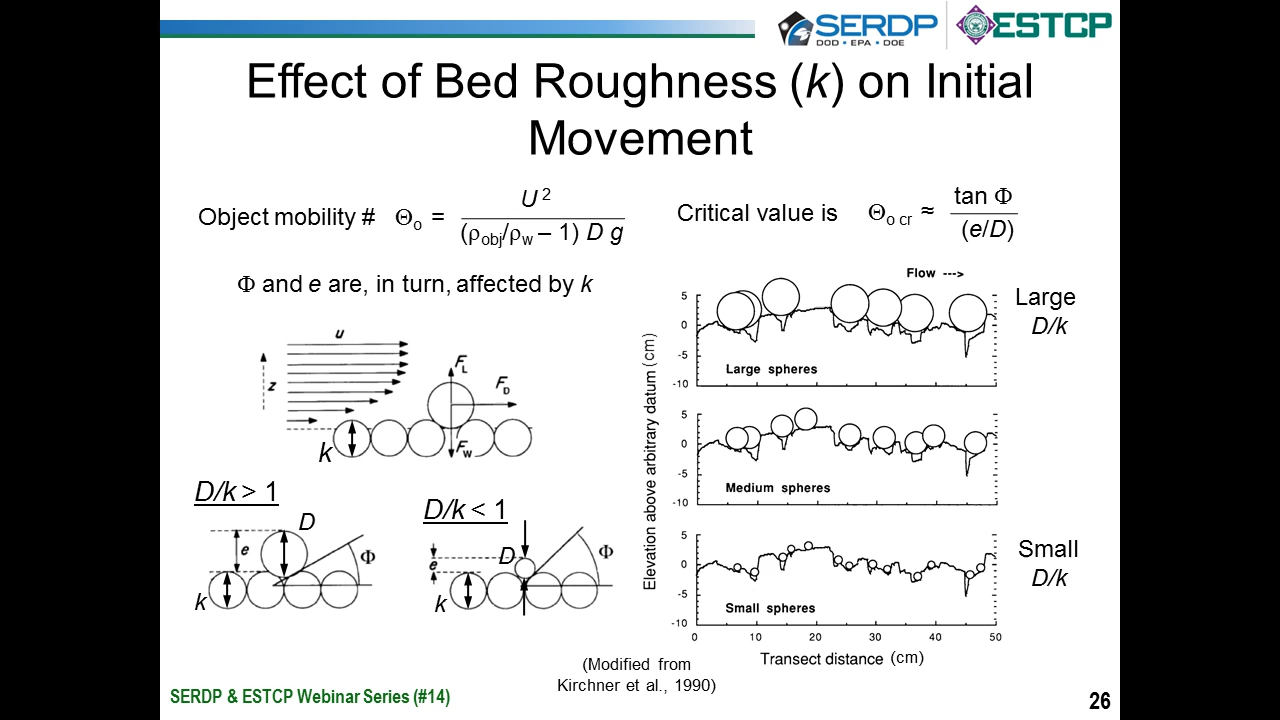 SERDP
DOD • EPA • DOE
ESTCP
Effect of Bed Roughness (k) on Initial
Movement
Object mobility # Θo = U 2
(ρobj/ρw – 1) D g
Critical value is Θo cr ≈ tan Φ
(e/D)
Φ and e are, in turn, affected by k
u
z
FL
FD
FW
k
D/k > 1
D
e
Φ
k
D/k < 1
D
e
Φ
k
Flow --->
Large
D/k
Elevation above arbitrary datum (cm)
5
0
-5
-10
Large spheres
5
0
-5
-10
Medium spheres
5
0
-5
-10
Small spheres
Small
D/k
0 10 20 30 40 50
Transect distance (cm)
(Modified from
Kirchner et al., 1990)
SERDP & ESTCP Webinar Series (#14)
26